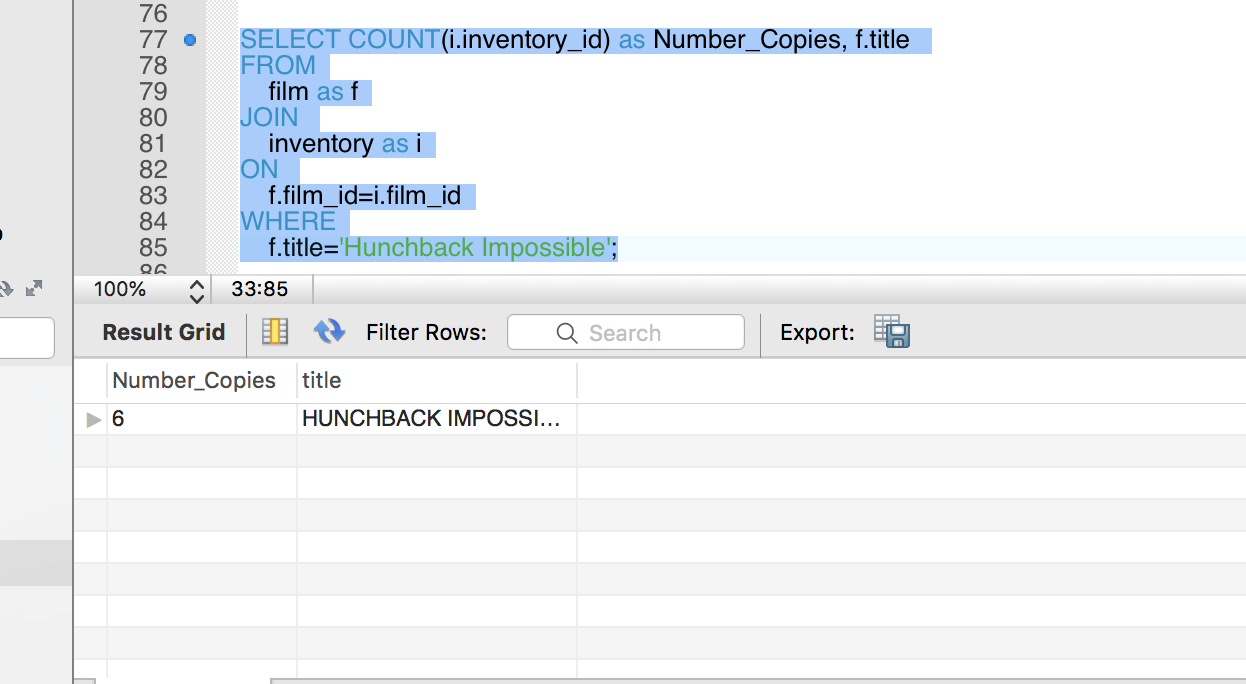 76
77 SELECT COUNT(i.inventory_id) as Number_Copies, f.title
78 FROM
79 film as f
80 JOIN
81 inventory as i
82 ON
83 f.film_id=i.film_id
84 WHERE
85 f.title='Hunchback Impossible';
86
100% 33:85
Result Grid Filter Rows: Search Export:
Number_Copies title
6 HUNCHBACK IMPOSSI...